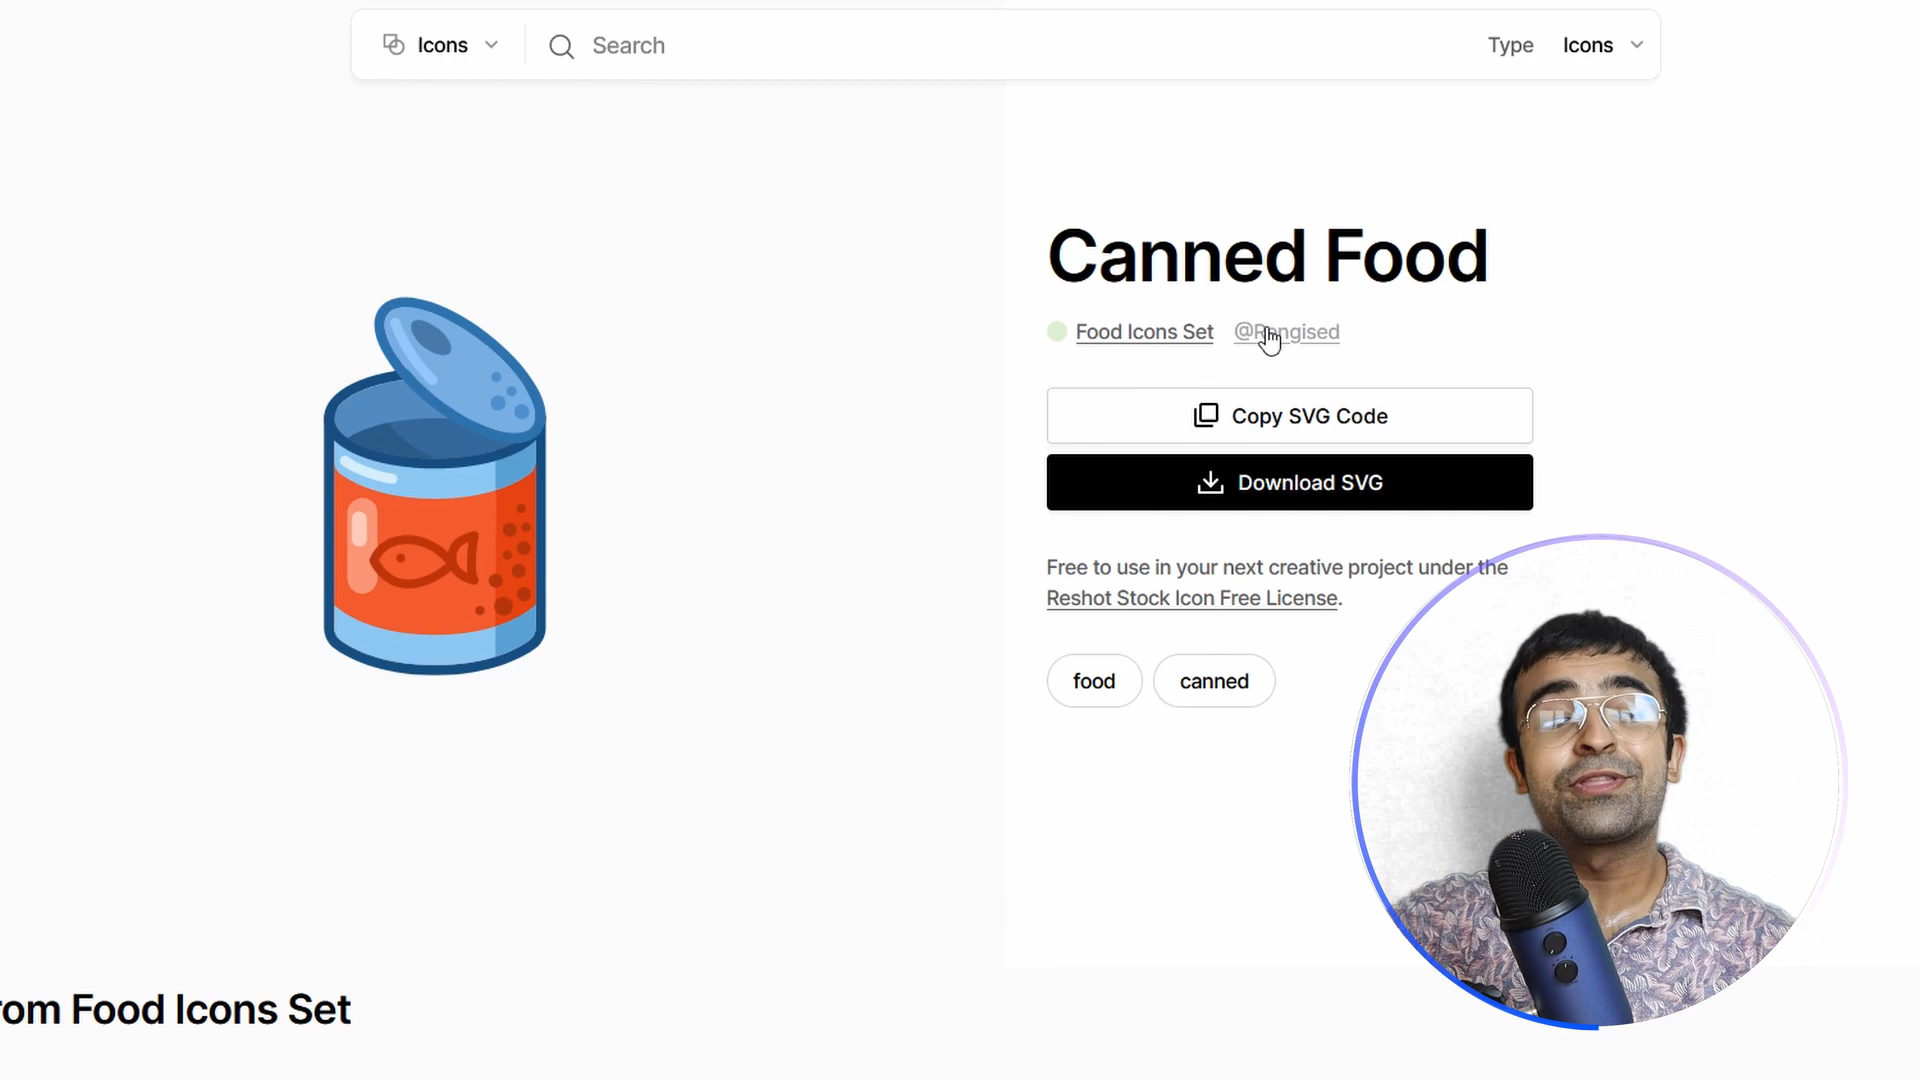 Icons
Search
Type Icons
Canned Food
Food Icons Set
Copy SVG Code
Download SVG
Free to use in your next creative project under the
Reshot Stock Icon Free License.
food canned
om Food Icons Set